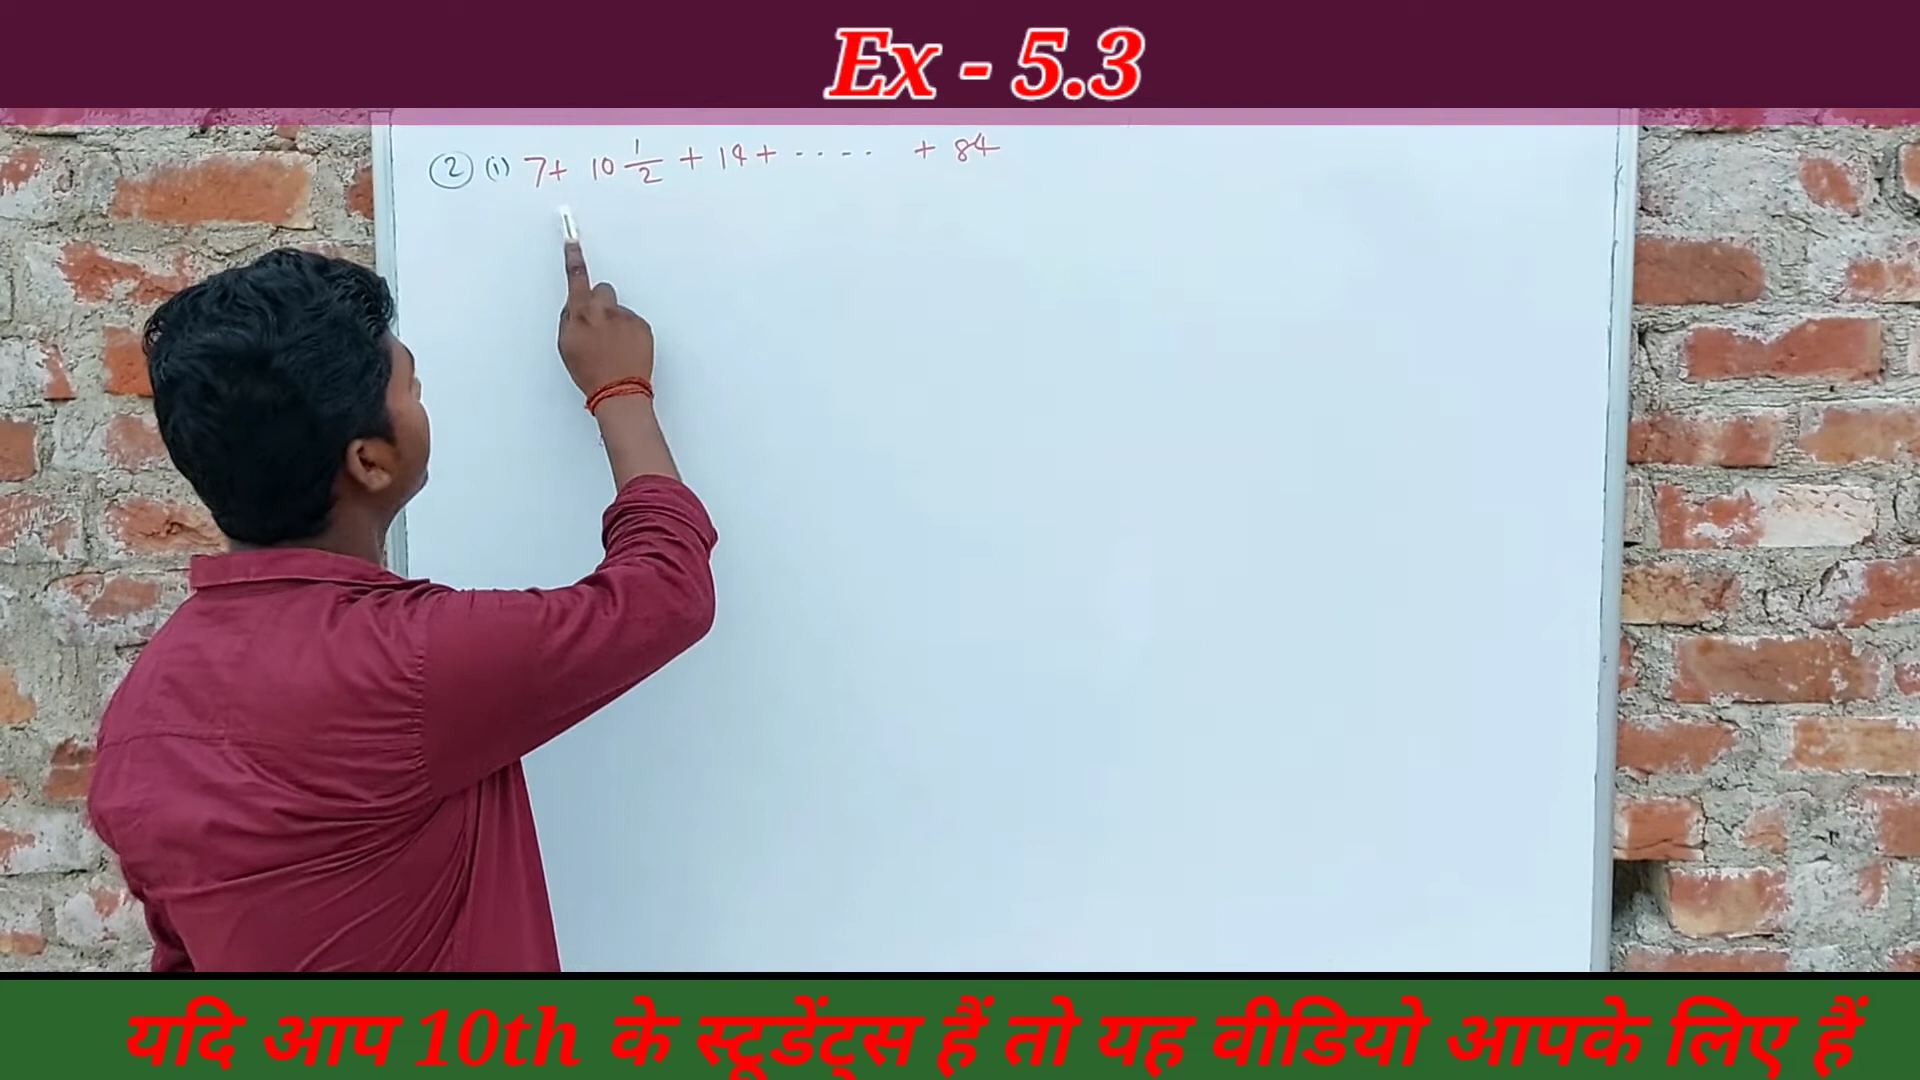 Ex - 5.3
② (i) 7+ 10 1/2 + 14 + ---- + 84
यदि आप 10th के स्टूडेंट्स हैं तो यह वीडियो आपके लिए हैं